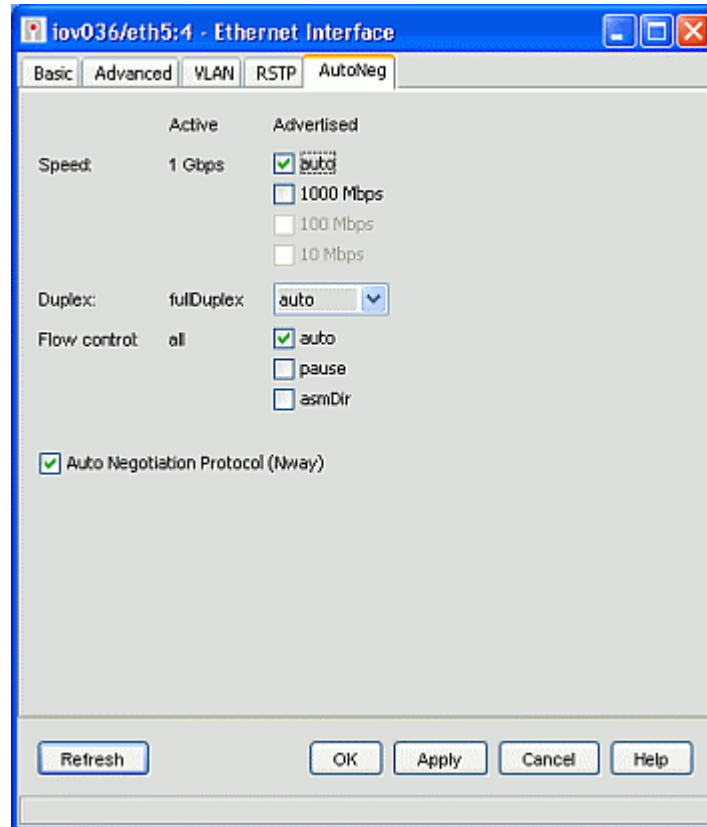 iov036/eth5:4 - Ethernet Interface
Basic Advanced VLAN RSTP AutoNeg
Active Advertised
Speed: 1 Gbps auto
1000 Mbps
100 Mbps
10 Mbps
Duplex: fullDuplex auto
Flow control: all auto
pause
asmDir
Auto Negotiation Protocol (Nway)
Refresh OK Apply Cancel Help